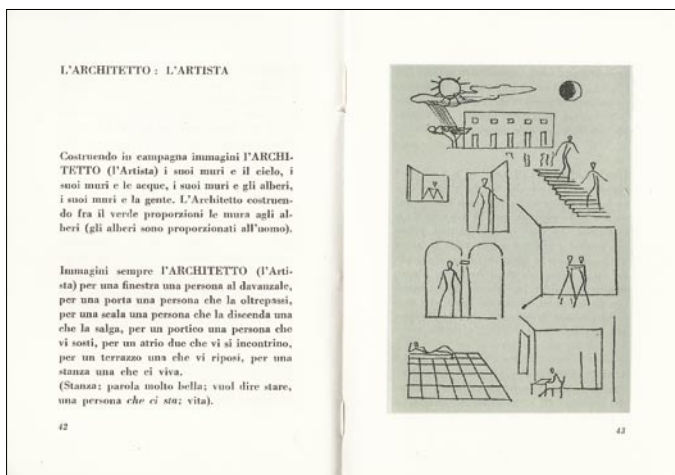 L'ARCHITETTO : L'ARTISTA
Costruendo in campagna immagini l'ARCHI-
TETTO (l'Artista) i suoi muri e il cielo, i
suoi muri e le acque, i suoi muri e gli alberi,
i suoi muri e la gente. L'Architetto costruen-
do fra il verde proporzioni le mura agli al-
beri (gli alberi sono proporzionati all'uomo).
Immagini sempre l'ARCHITETTO (l'Arti-
sta) per una finestra una persona al davanzale,
per una porta una persona che la oltrepassi,
per una scala una persona che la discenda una
che la salga, per un portico una persona che
vi sosti, per un atrio due che vi si incontrino,
per un terrazzo una che vi riposi, per una
stanza una che ci viva.
(Stanza; parola molto bella; vuol dire stare,
una persona che ci sta; vita).
42
43